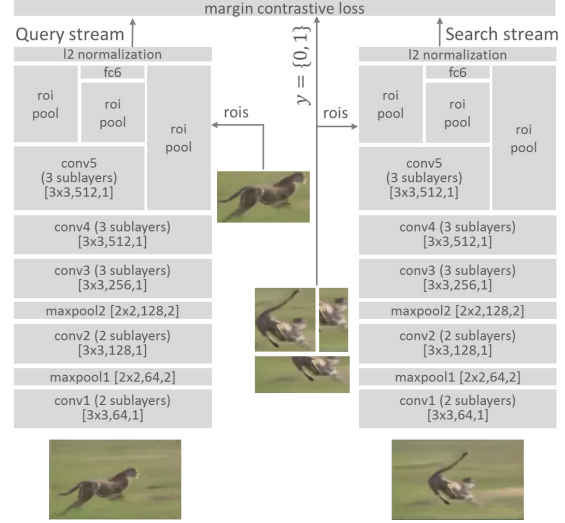 margin contrastive loss
Query stream
l2 normalization
fc6
roi
pool
roi
pool
roi
pool
conv5
(3 sublayers)
[3x3,512,1]
conv4 (3 sublayers)
[3x3,512,1]
conv3 (3 sublayers)
[3x3,256,1]
maxpool2 [2x2,128,2]
conv2 (2 sublayers)
[3x3,128,1]
maxpool1 [2x2,64,2]
conv1 (2 sublayers)
[3x3,64,1]
rois
y = {0, 1}
rois
Search stream
l2 normalization
fc6
roi
pool
roi
pool
roi
pool
conv5
(3 sublayers)
[3x3,512,1]
conv4 (3 sublayers)
[3x3,512,1]
conv3 (3 sublayers)
[3x3,256,1]
maxpool2 [2x2,128,2]
conv2 (2 sublayers)
[3x3,128,1]
maxpool1 [2x2,64,2]
conv1 (2 sublayers)
[3x3,64,1]